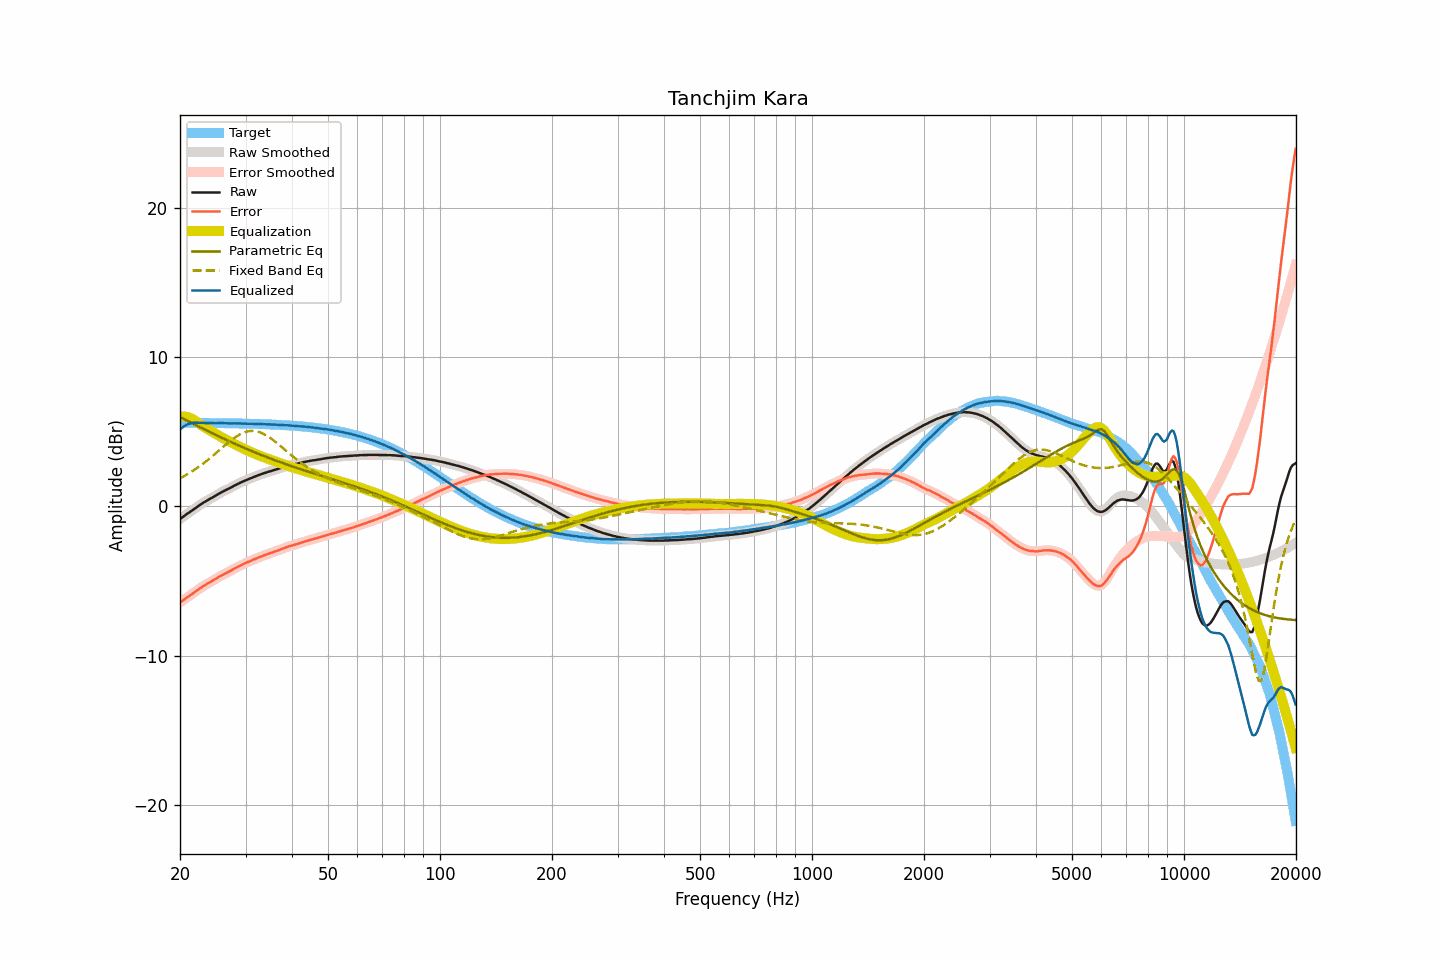 Tanchjim Kara
Target
Raw Smoothed
Error Smoothed
Raw
Error
Equalization
Parametric Eq
Fixed Band Eq
Equalized
Amplitude (dBr)
20
10
0
−10
−20
20 50 100 200 500 1000 2000 5000 10000 20000
Frequency (Hz)